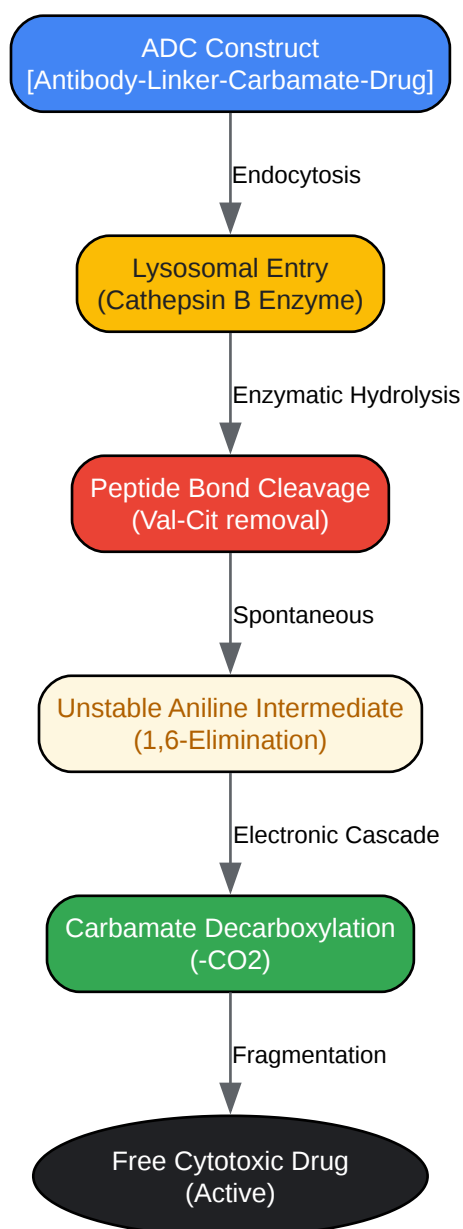 ADC Construct
[Antibody-Linker-Carbamate-Drug]
Endocytosis
Lysosomal Entry
(Cathepsin B Enzyme)
Enzymatic Hydrolysis
Peptide Bond Cleavage
(Val-Cit removal)
Spontaneous
Unstable Aniline Intermediate
(1,6-Elimination)
Electronic Cascade
Carbamate Decarboxylation
(-CO2)
Fragmentation
Free Cytotoxic Drug
(Active)